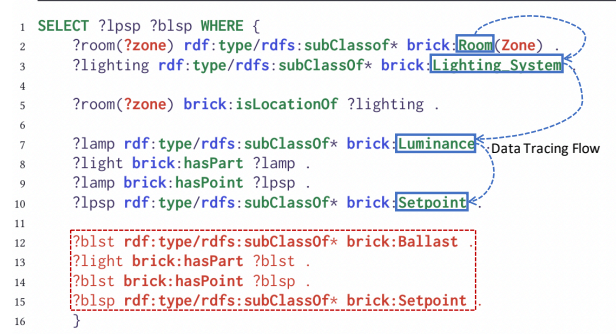 1 SELECT ?lpsp ?blsp WHERE {
2 ?room(?zone) rdf:type/rdfs:subClassof* brick:Room(Zone) .
3 ?lighting rdf:type/rdfs:subClassOf* brick:Lighting_System
4
5 ?room(?zone) brick:isLocationOf ?lighting .
6
7 ?lamp rdf:type/rdfs:subClassOf* brick:Luminance . Data Tracing Flow
8 ?light brick:hasPart ?lamp .
9 ?lamp brick:hasPoint ?lpsp .
10 ?lpsp rdf:type/rdfs:subClassOf* brick:Setpoint .
11
12 ?blst rdf:type/rdfs:subClassOf* brick:Ballast .
13 ?light brick:hasPart ?blst .
14 ?blst brick:hasPoint ?blsp .
15 ?blsp rdf:type/rdfs:subClassOf* brick:Setpoint .
16 }